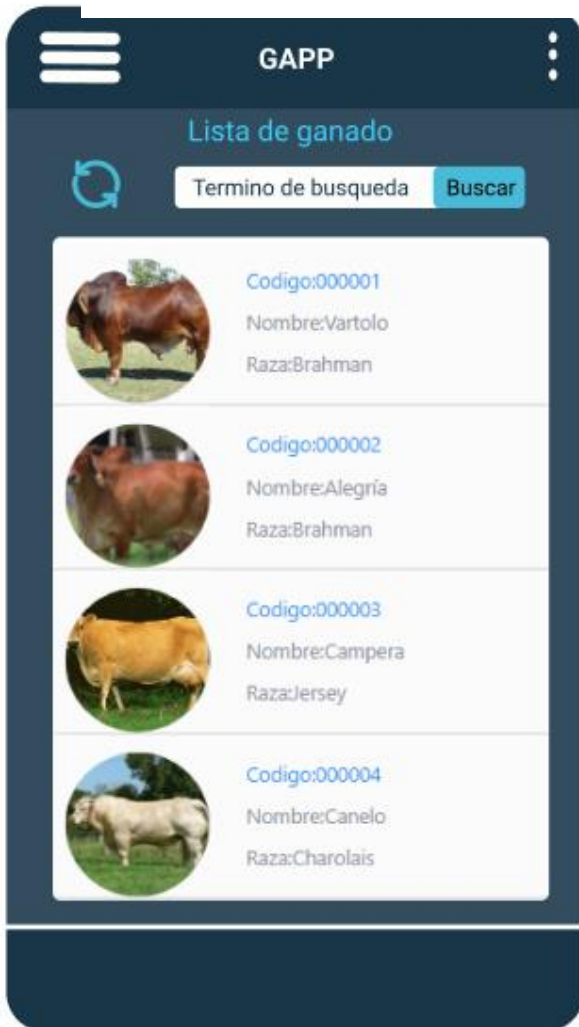 GAPP
Lista de ganado
Termino de busqueda Buscar
Codigo:000001
Nombre:Vartolo
Raza:Brahman
Codigo:000002
Nombre:Alegría
Raza:Brahman
Codigo:000003
Nombre:Campera
Raza:Jersey
Codigo:000004
Nombre:Canelo
Raza:Charolais